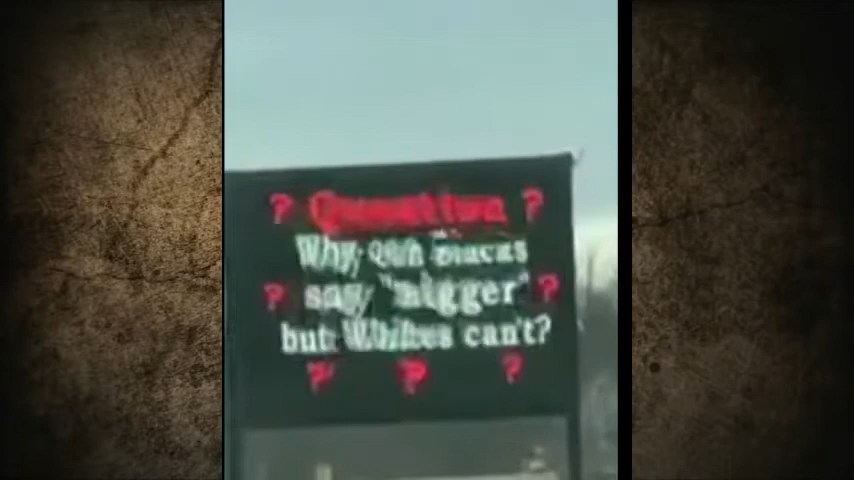 ? Question ?
Why can Blacks
? say "nigger" ?
but Whites can't?
? ? ?